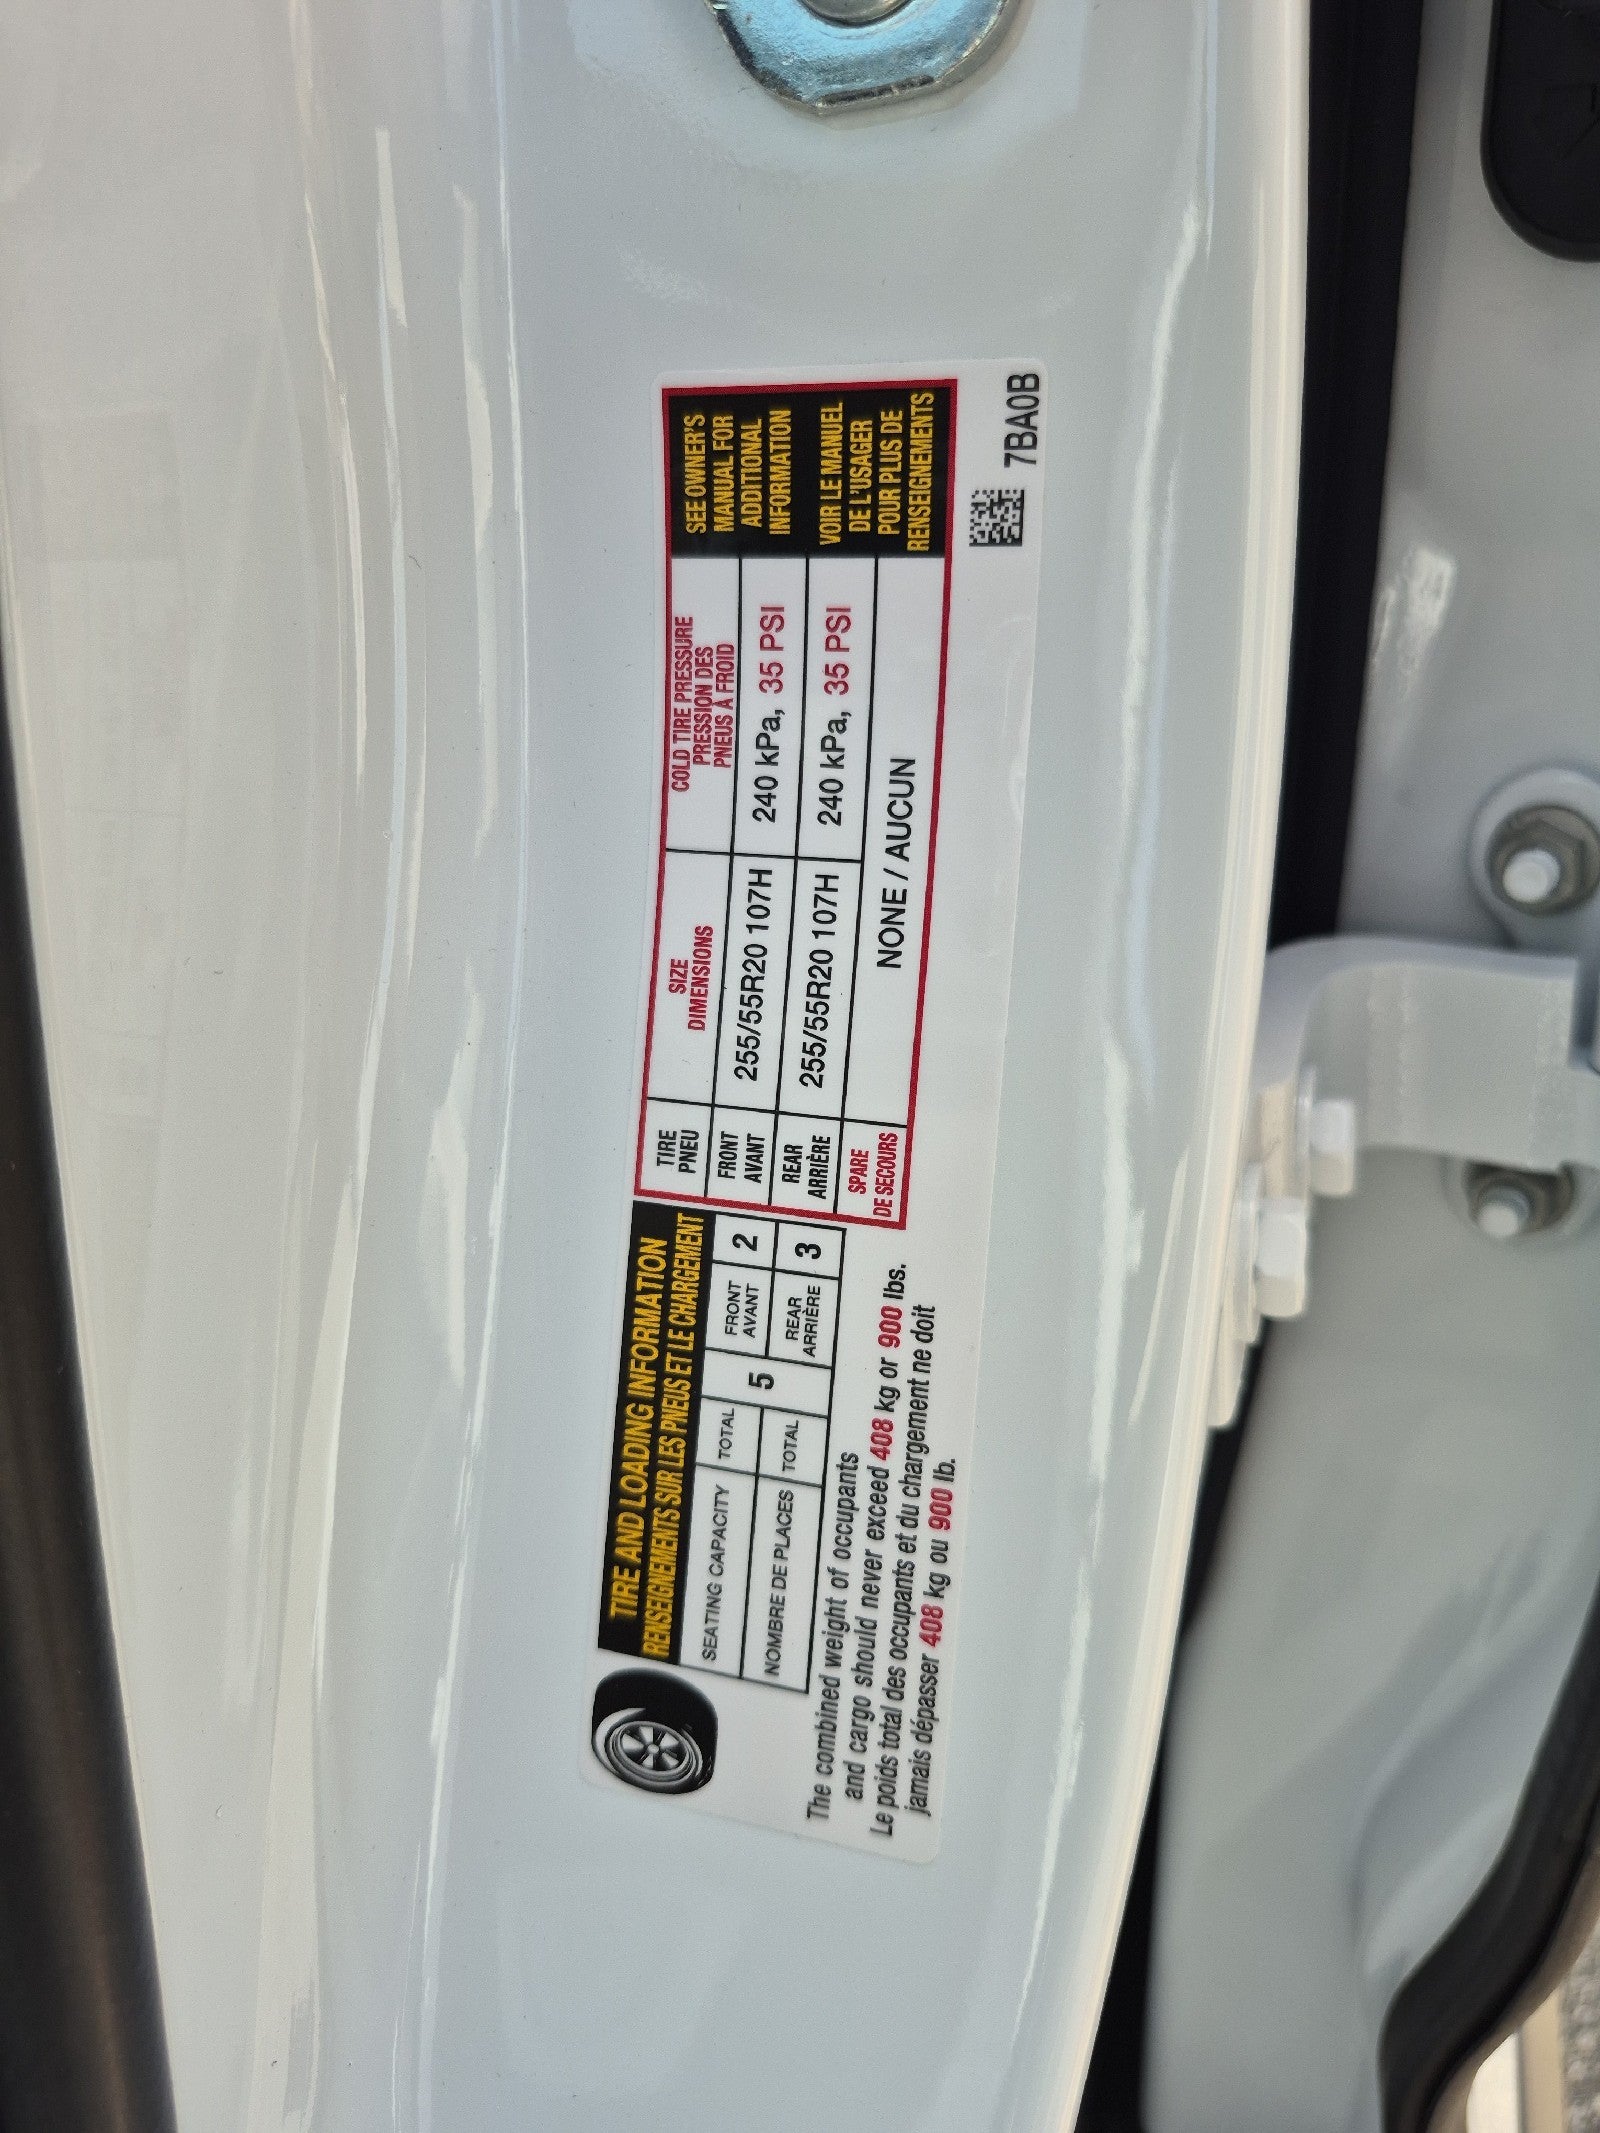 TIRE AND LOADING INFORMATION
RENSEIGNEMENTS SUR LES PNEUS ET LE CHARGEMENT
SEATING CAPACITY
NOMBRE DE PLACES
TOTAL
TOTAL
5
FRONT
AVANT
2
REAR
ARRIÈRE
3
The combined weight of occupants
and cargo should never exceed 408 kg or 900 lbs.
Le poids total des occupants et du chargement ne doit
jamais dépasser 408 kg ou 900 lb.
TIRE
PNEU
SIZE
DIMENSIONS
COLD TIRE PRESSURE
PRESSION DES
PNEUS À FROID
FRONT
AVANT
255/55R20 107H
240 kPa, 35 PSI
REAR
ARRIÈRE
255/55R20 107H
240 kPa, 35 PSI
SPARE
DE SECOURS
NONE / AUCUN
SEE OWNER'S
MANUAL FOR
ADDITIONAL
INFORMATION
VOIR LE MANUEL
DE L'USAGER
POUR PLUS DE
RENSEIGNEMENTS
7BA0B